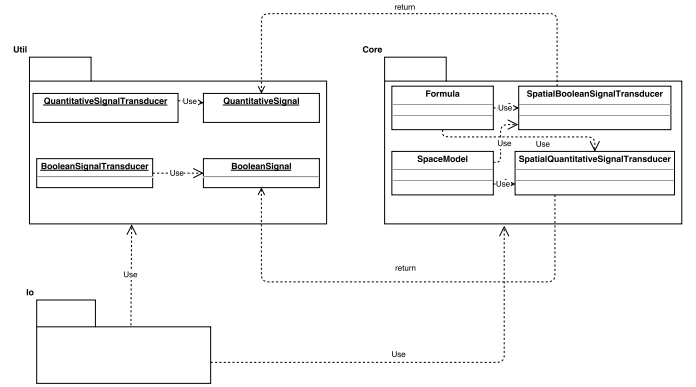 return
Util
Core
QuantitativeSignalTransducer
Use
QuantitativeSignal
Formula
Use
SpatialBooleanSignalTransducer
Use
Use
BooleanSignalTransducer
Use
BooleanSignal
SpaceModel
Use
SpatialQuantitativeSignalTransducer
Use
return
Io
Use